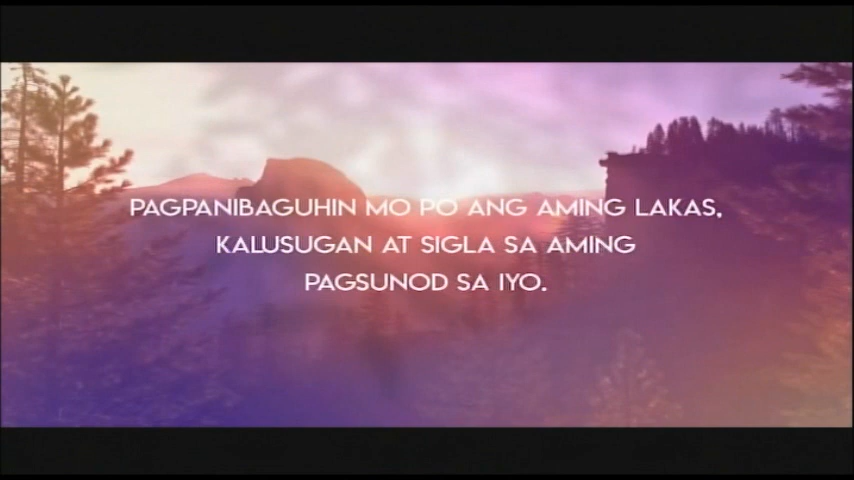 PAGPANIBAGUHIN MO PO ANG AMING LAKAS,
KALUSUGAN AT SIGLA SA AMING
PAGSUNOD SA IYO.